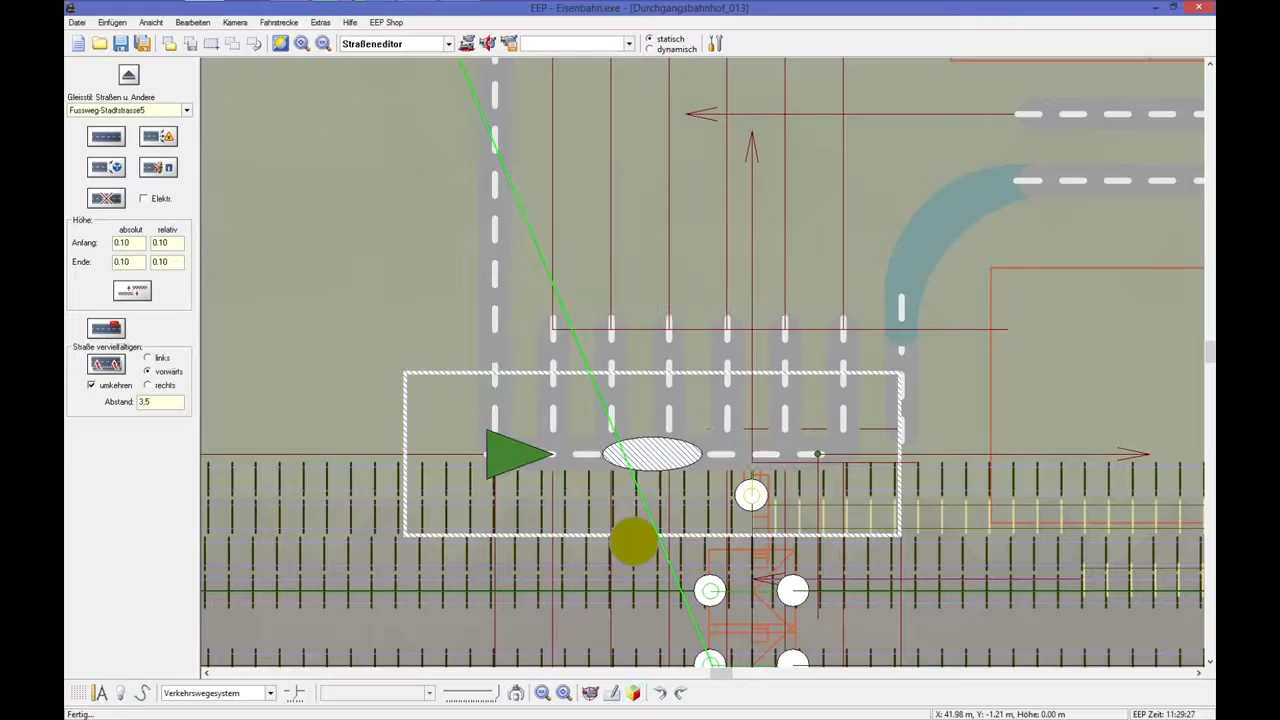 EEP - Eisenbahn.exe - [Durchgangsbahnhof_013]
Datei Einfügen Ansicht Bearbeiten Kamera Fahrstrecke Extras Hilfe EEP Shop
Straßeneditor
statisch
dynamisch
Gleisstil: Straßen u. Andere
Fussweg-Stadtstrasse5
Elektr.
Höhe:
absolut relativ
Anfang: 0.10 0.10
Ende: 0.10 0.10
Straße vervielfältigen:
links
vorwärts
umkehren rechts
Abstand: 3,5
Verkehrswegesystem
Fertig... X: 41.98 m, Y: -1.21 m, Höhe: 0.00 m EEP Zeit: 11:29:27